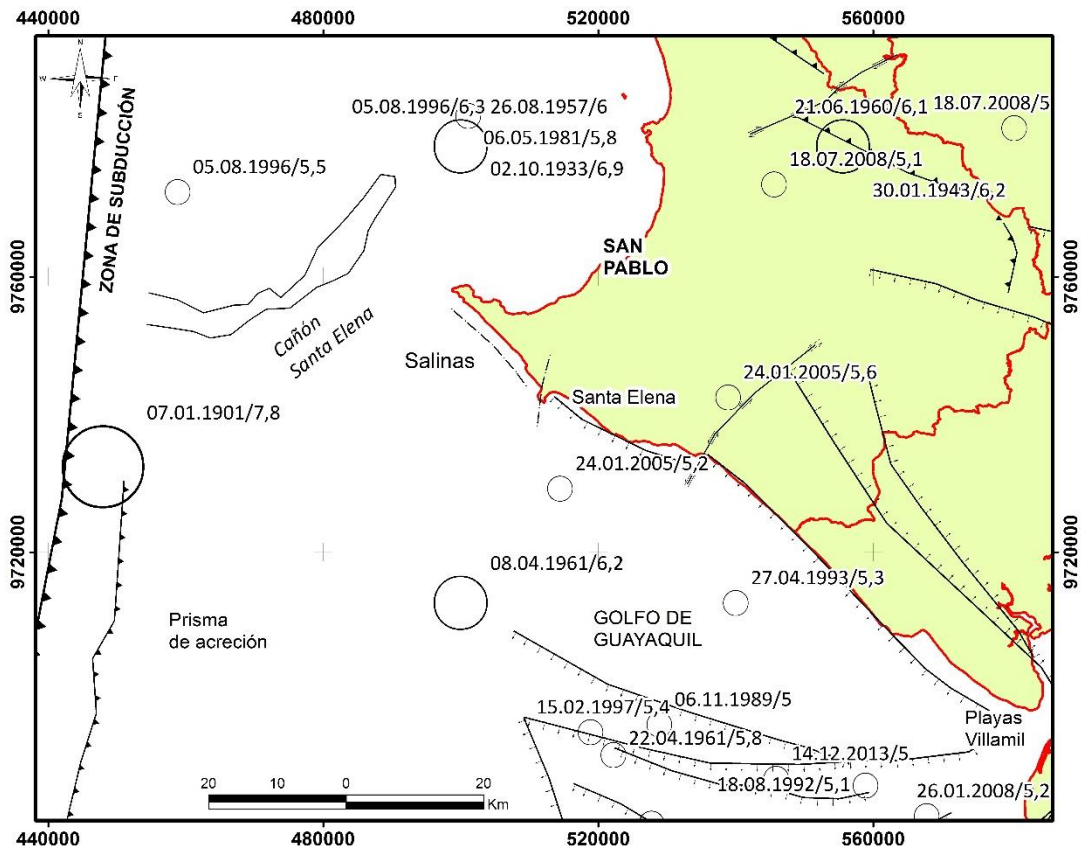 440000 480000 520000 560000
N
W E
S
ZONA DE SUBDUCCIÓN
05.08.1996/6,3 26.08.1957/6
06.05.1981/5,8
02.10.1933/6,9
05.08.1996/5,5
21.06.1960/6,1 18.07.2008/5
18.07.2008/5,1
30.01.1943/6,2
9760000
9760000
SAN
PABLO
Cañón
Santa Elena
Salinas
24.01.2005/5,6
Santa Elena
07.01.1901/7,8
24.01.2005/5,2
9720000
9720000
08.04.1961/6,2
27.04.1993/5,3
Prisma
de acreción
GOLFO DE
GUAYAQUIL
06.11.1989/5
15.02.1997/5,4
22.04.1961/5,8
14.12.2013/5
Playas
Villamil
18.08.1992/5,1
26.01.2008/5,2
20 10 0 20
Km
440000 480000 520000 560000